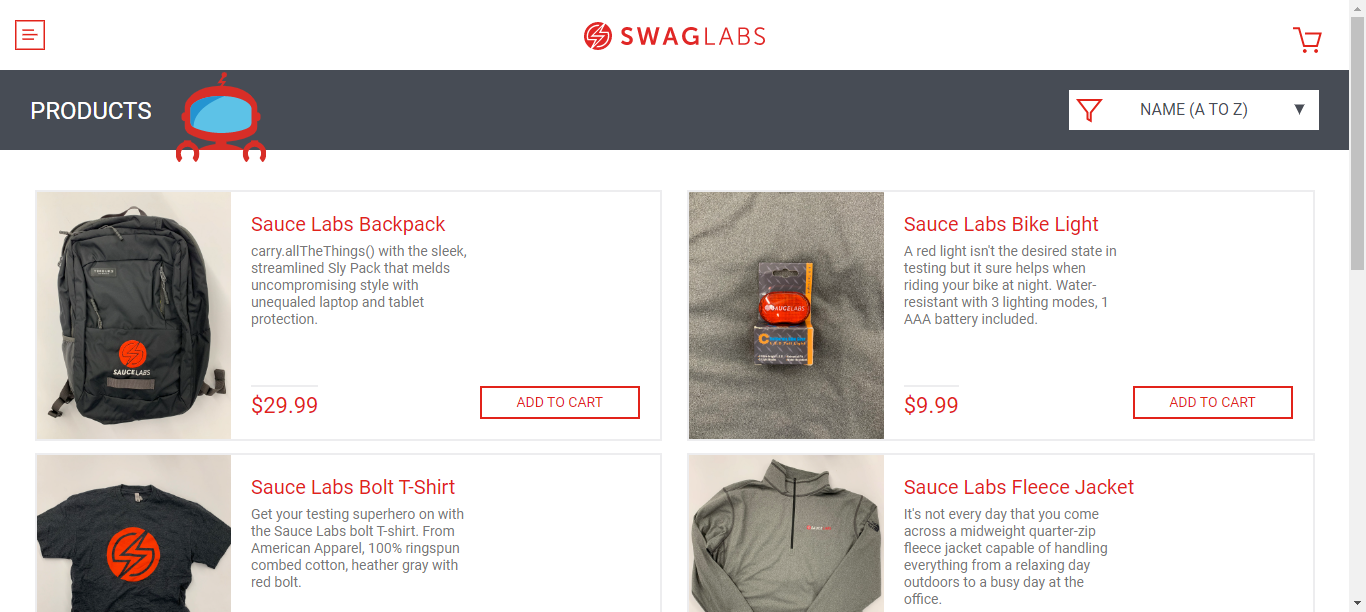 SWAGLABS
PRODUCTS
NAME (A TO Z)
Sauce Labs Backpack
carry.allTheThings() with the sleek,
streamlined Sly Pack that melds
uncompromising style with
unequaled laptop and tablet
protection.
$29.99
ADD TO CART
SAUCELABS
Sauce Labs Bike Light
A red light isn't the desired state in
testing but it sure helps when
riding your bike at night. Water-
resistant with 3 lighting modes, 1
AAA battery included.
$9.99
ADD TO CART
SAUCELABS
Sauce Labs Bolt T-Shirt
Get your testing superhero on with
the Sauce Labs bolt T-shirt. From
American Apparel, 100% ringspun
combed cotton, heather gray with
red bolt.
Sauce Labs Fleece Jacket
It's not every day that you come
across a midweight quarter-zip
fleece jacket capable of handling
everything from a relaxing day
outdoors to a busy day at the
office.